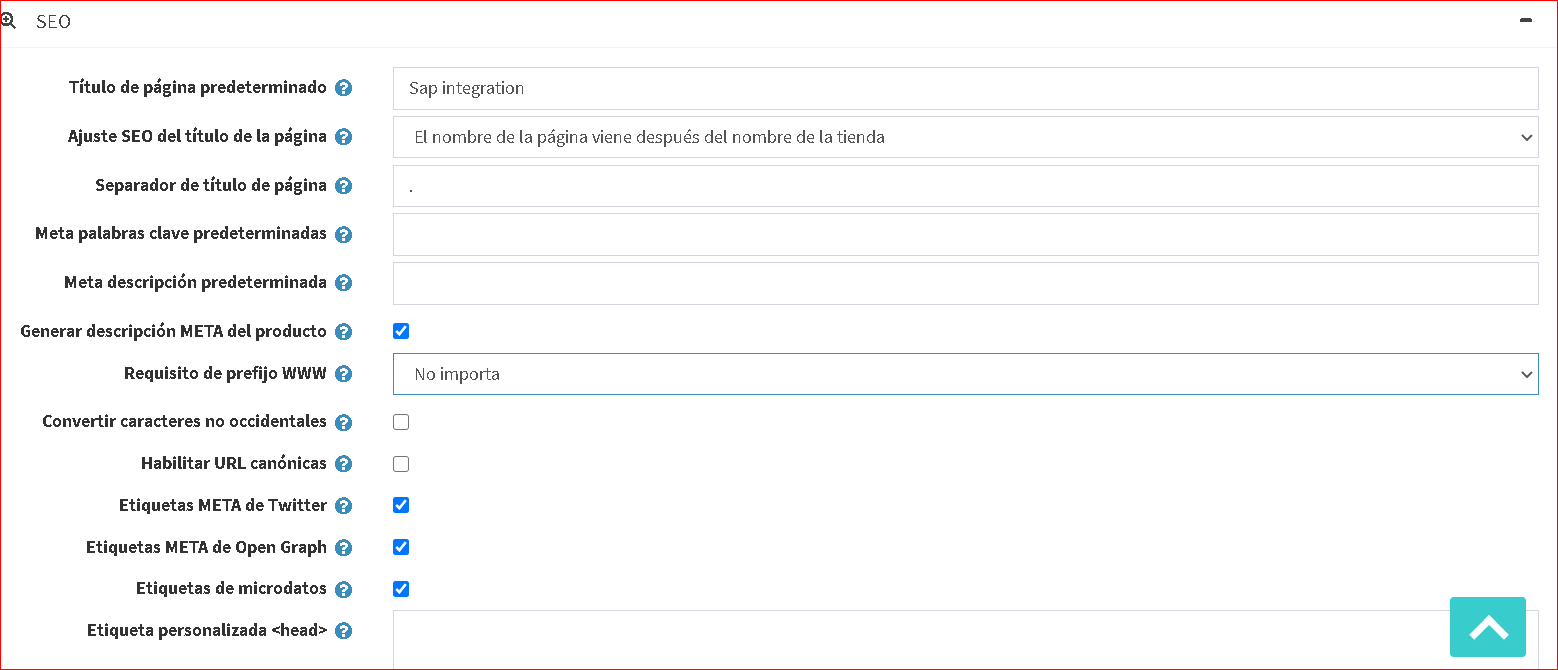 SEO
Título de página predeterminado ? Sap integration
Ajuste SEO del título de la página ? El nombre de la página viene después del nombre de la tienda
Separador de título de página ? .
Meta palabras clave predeterminadas ?
Meta descripción predeterminada ?
Generar descripción META del producto ?
Requisito de prefijo WWW ? No importa
Convertir caracteres no occidentales ?
Habilitar URL canónicas ?
Etiquetas META de Twitter ?
Etiquetas META de Open Graph ?
Etiquetas de microdatos ?
Etiqueta personalizada <head> ?